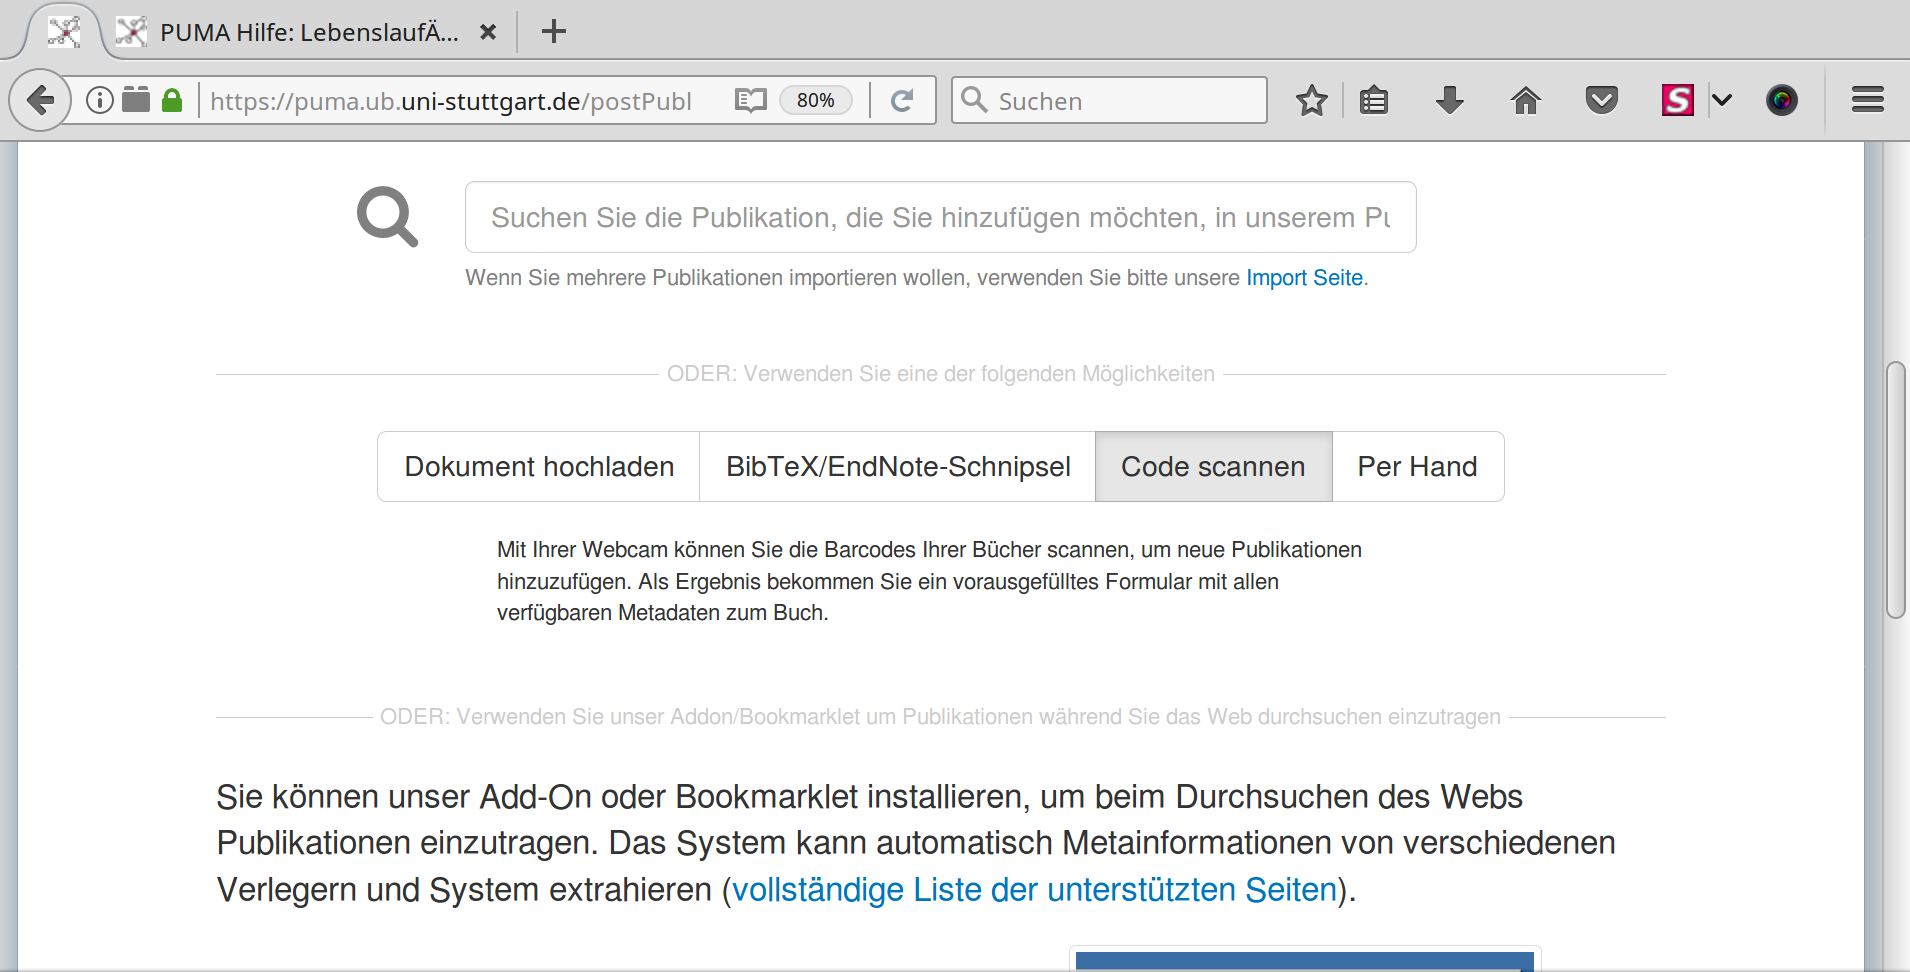 PUMA Hilfe: LebenslaufÄ...
https://puma.ub.uni-stuttgart.de/postPubl
80%
Suchen
Suchen Sie die Publikation, die Sie hinzufügen möchten, in unserem Pu
Wenn Sie mehrere Publikationen importieren wollen, verwenden Sie bitte unsere Import Seite.
ODER: Verwenden Sie eine der folgenden Möglichkeiten
Dokument hochladen
BibTeX/EndNote-Schnipsel
Code scannen
Per Hand
Mit Ihrer Webcam können Sie die Barcodes Ihrer Bücher scannen, um neue Publikationen
hinzuzufügen. Als Ergebnis bekommen Sie ein vorausgefülltes Formular mit allen
verfügbaren Metadaten zum Buch.
ODER: Verwenden Sie unser Addon/Bookmarklet um Publikationen während Sie das Web durchsuchen einzutragen
Sie können unser Add-On oder Bookmarklet installieren, um beim Durchsuchen des Webs
Publikationen einzutragen. Das System kann automatisch Metainformationen von verschiedenen
Verlegern und System extrahieren (vollständige Liste der unterstützten Seiten).